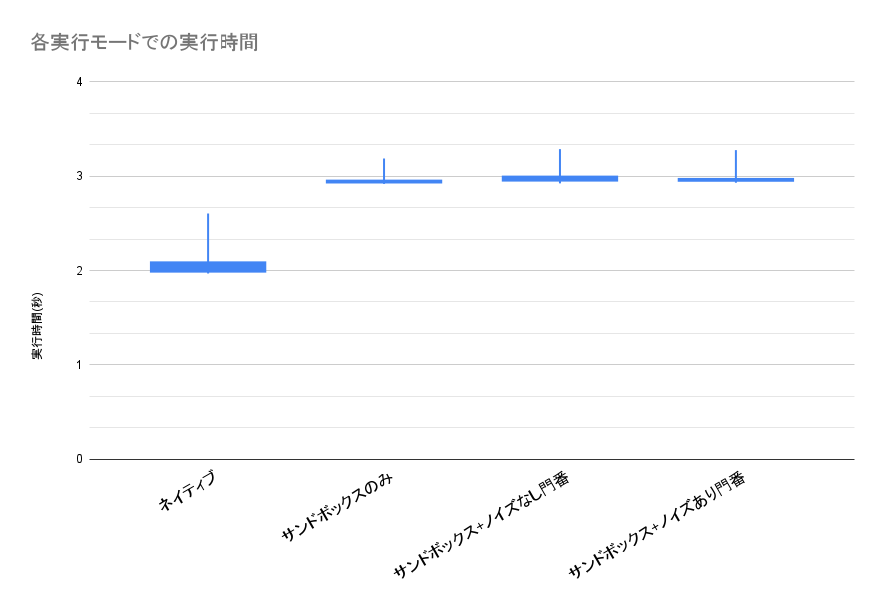 各実行モードでの実行時間
4
3
2
1
0
実行時間(秒)
ネイティブ
サンドボックスのみ
サンドボックス+ノイズなし門番
サンドボックス+ノイズあり門番